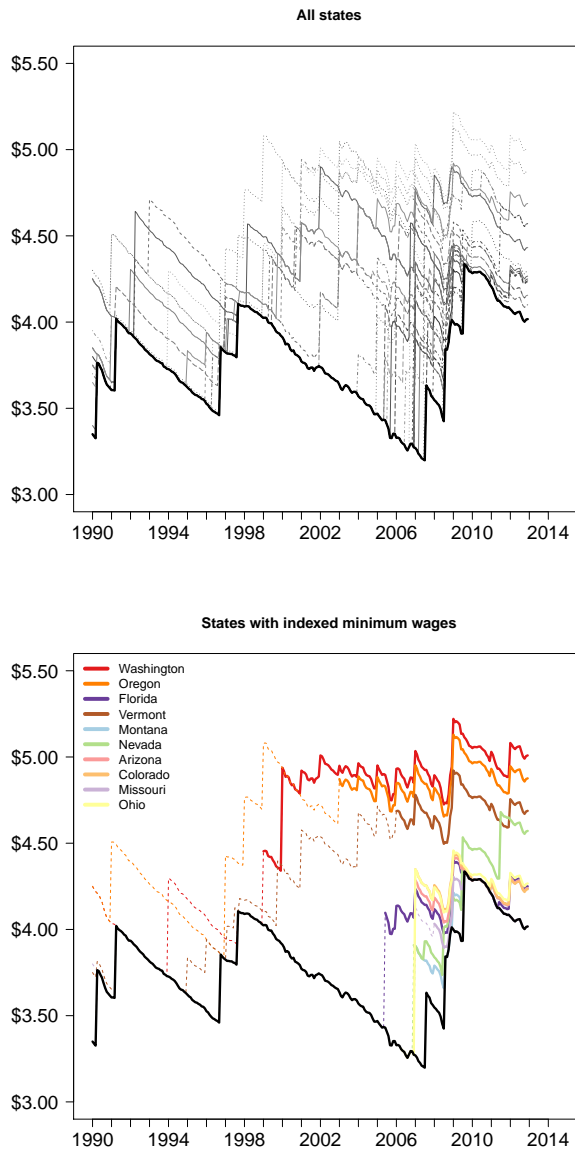 All states
$5.50
$5.00
$4.50
$4.00
$3.50
$3.00
1990 1994 1998 2002 2006 2010 2014
States with indexed minimum wages
$5.50
$5.00
$4.50
$4.00
$3.50
$3.00
Washington
Oregon
Florida
Vermont
Montana
Nevada
Arizona
Colorado
Missouri
Ohio
1990 1994 1998 2002 2006 2010 2014